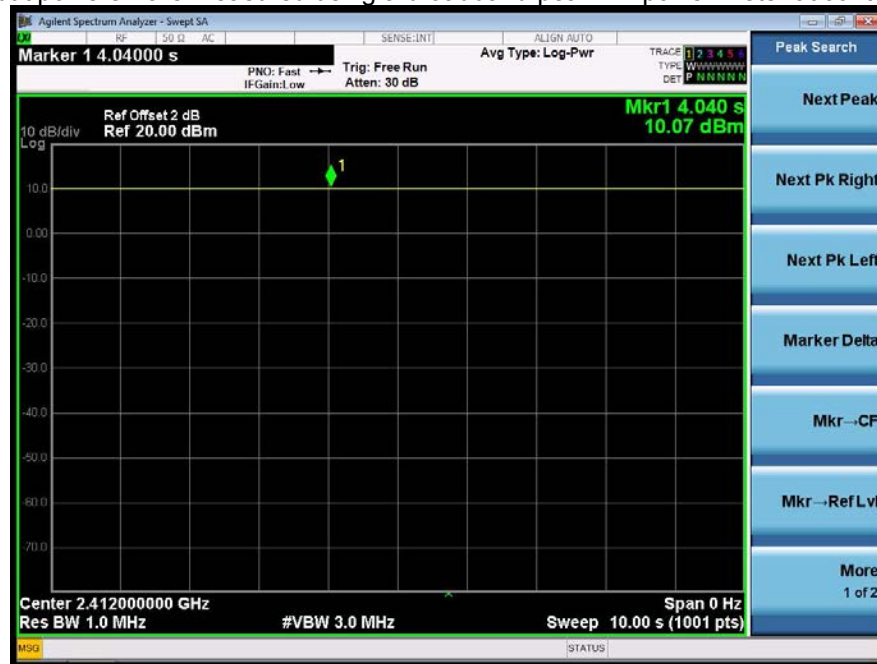 Agilent Spectrum Analyzer - Swept SA
LXI RF 50 Ω AC SENSE:INT ALIGN AUTO
Marker 1 4.04000 s
PNO: Fast
IFGain:Low
Trig: Free Run
Atten: 30 dB
Avg Type: Log-Pwr
TRACE 1 2 3 4 5 6
TYPE WWWWWW
DET P N N N N N
Peak Search
Ref Offset 2 dB
10 dB/div Ref 20.00 dBm
Log
Mkr1 4.040 s
10.07 dBm
1
10.0
0.00
-10.0
-20.0
-30.0
-40.0
-50.0
-60.0
-70.0
Center 2.412000000 GHz
Span 0 Hz
Res BW 1.0 MHz
#VBW 3.0 MHz
Sweep 10.00 s (1001 pts)
MSG
STATUS
Next Peak
Next Pk Right
Next Pk Left
Marker Delta
Mkr→CF
Mkr→Ref Lvl
More
1 of 2